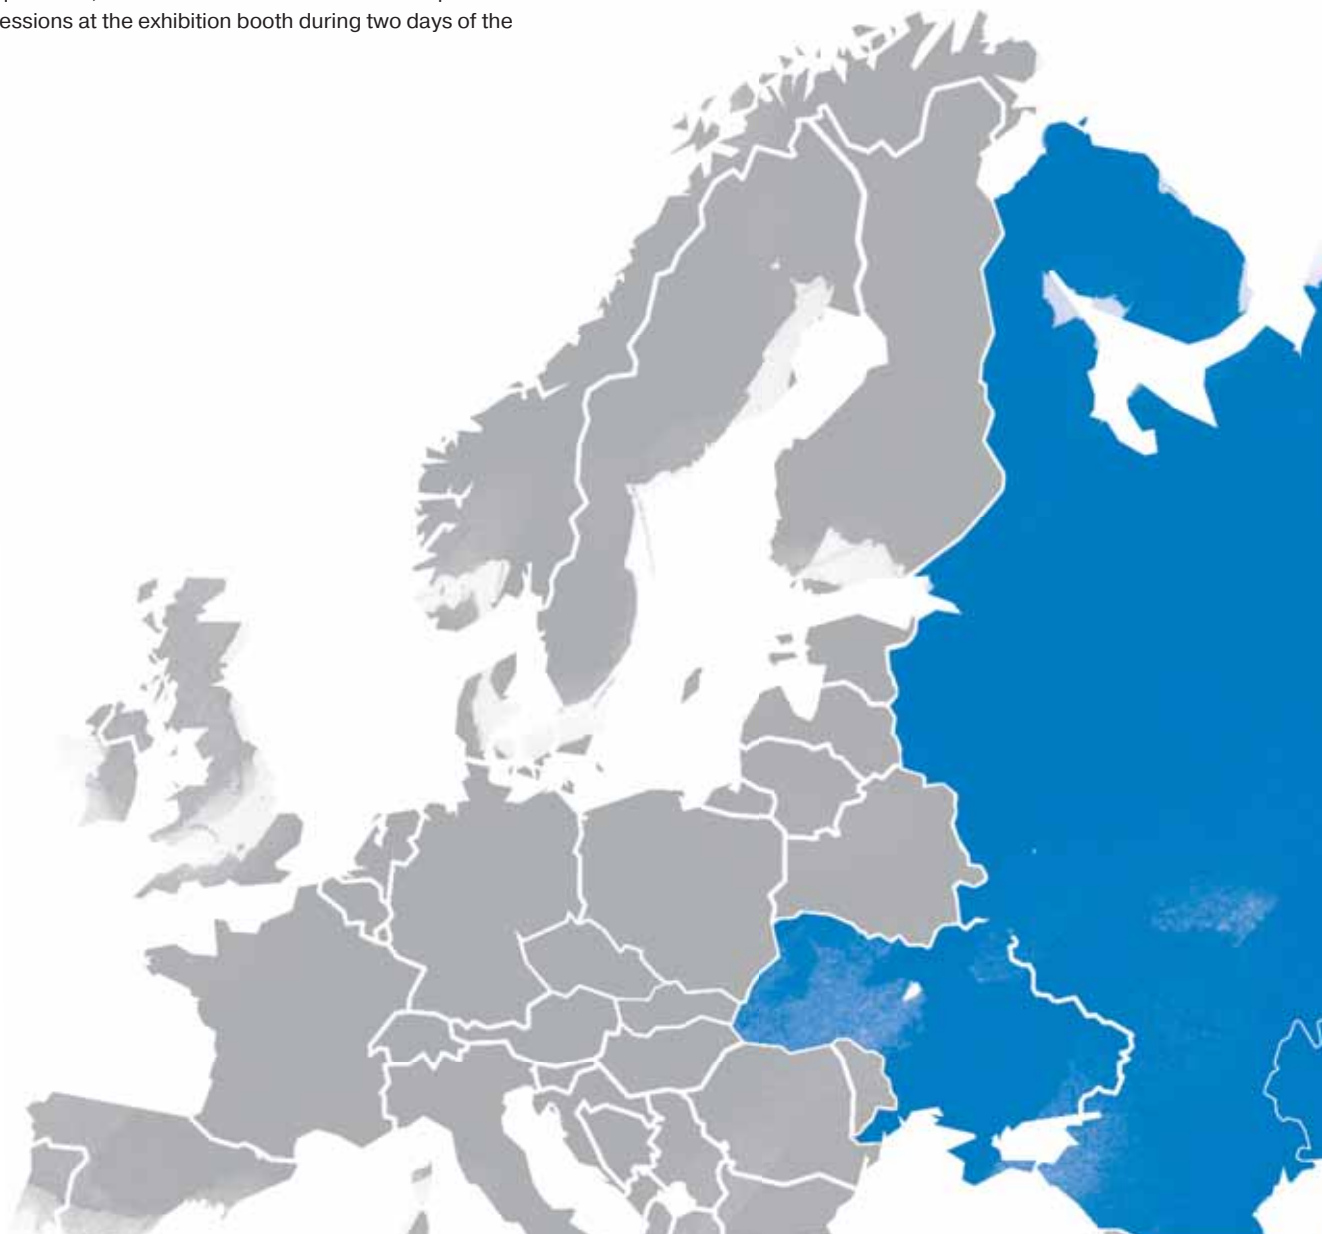 essions at the exhibition booth during two days of the